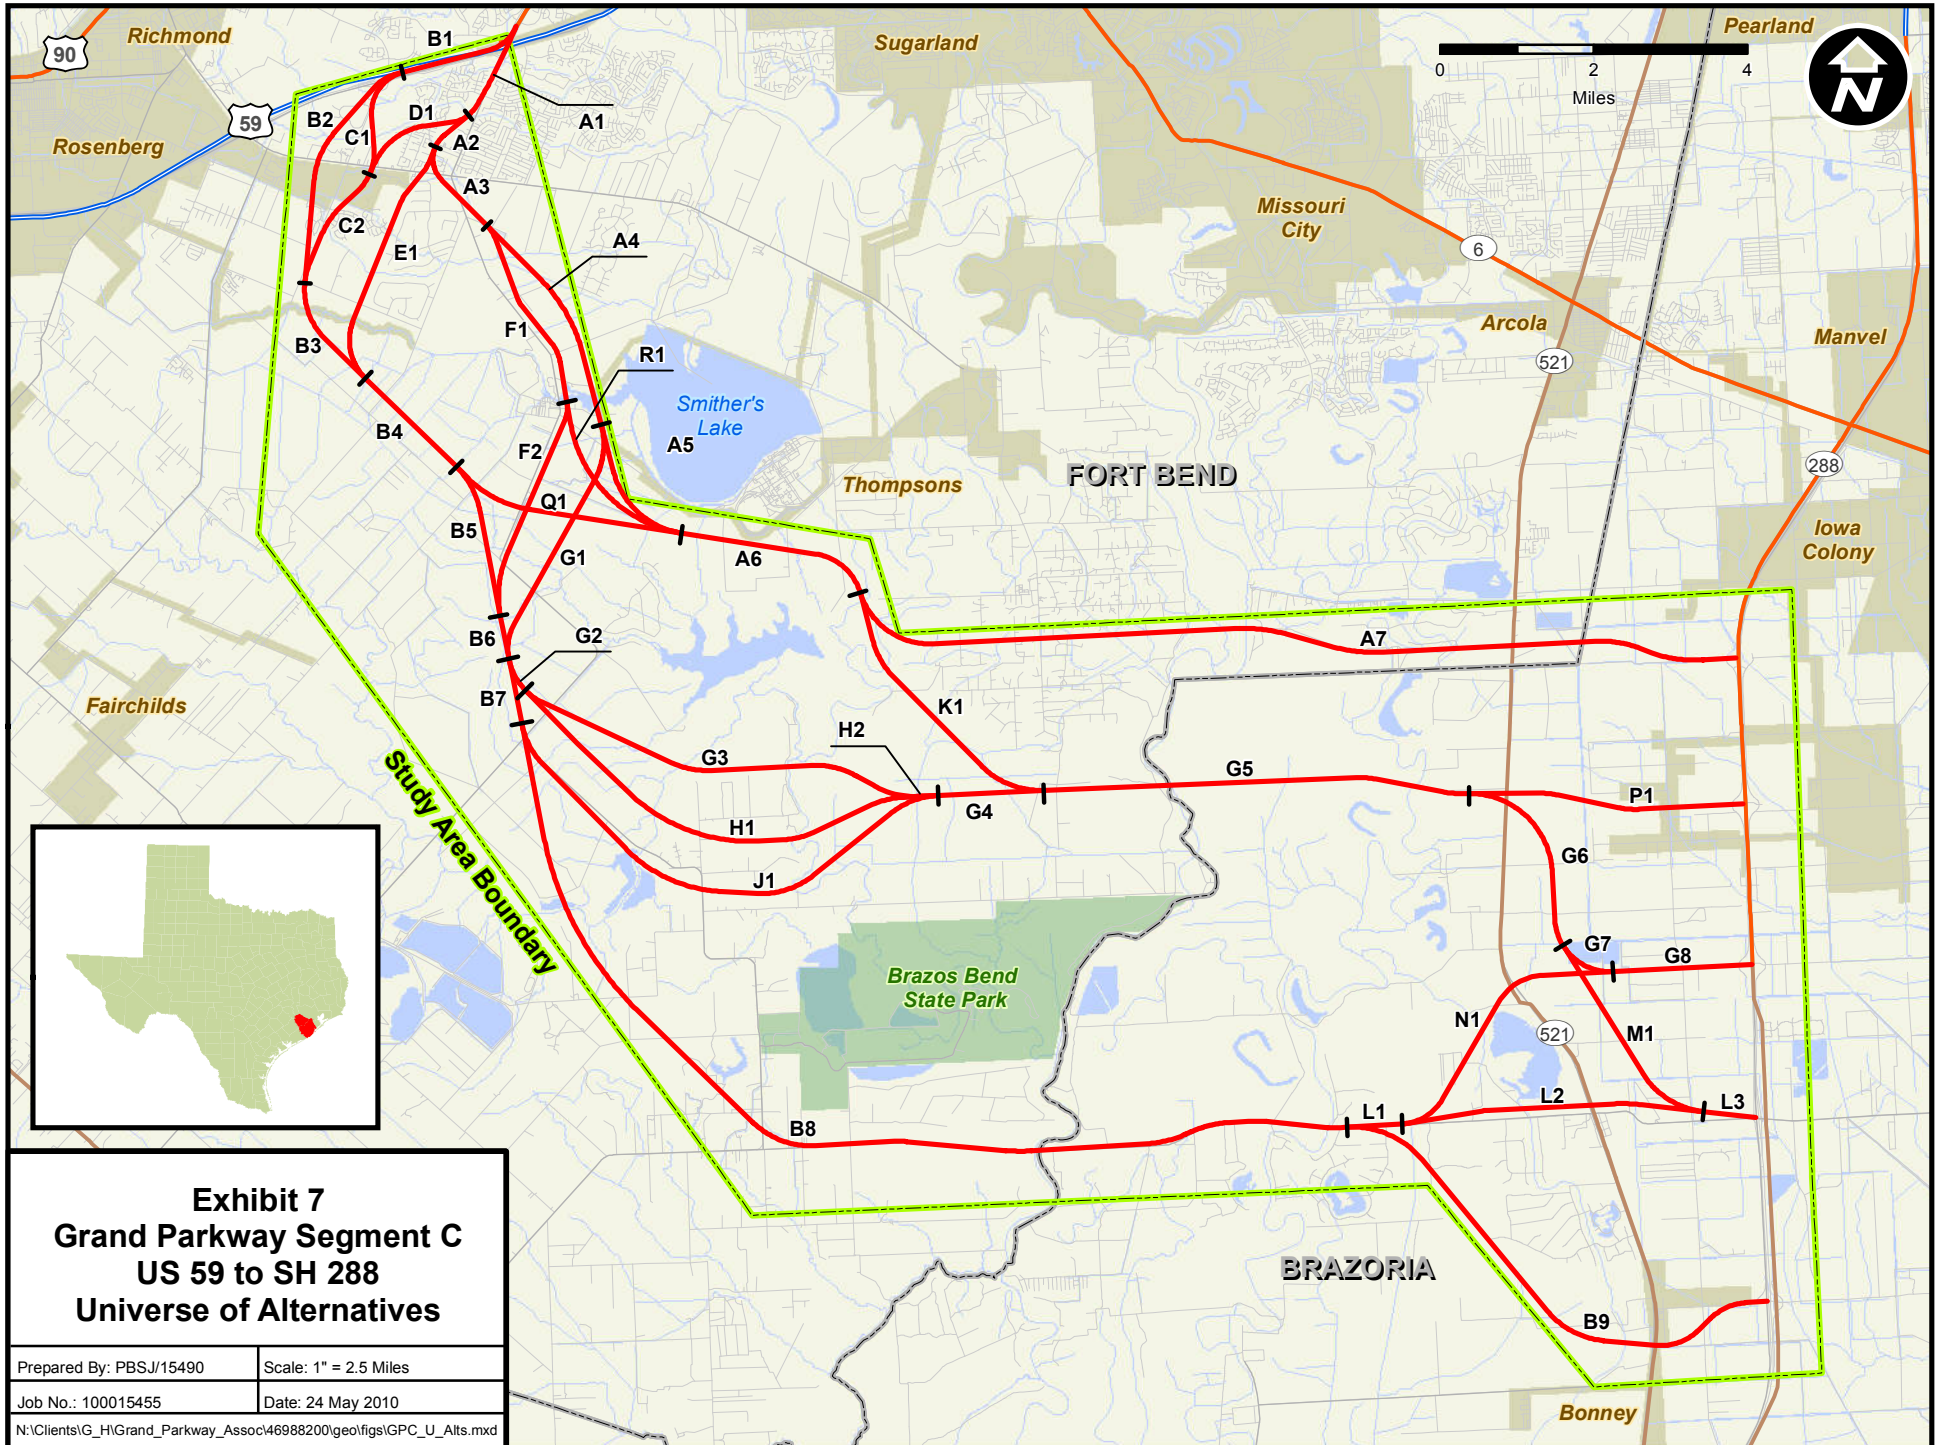 Richmond
90
B1
Sugarland
Pearland
0
2
4
Miles
N
59
B2
D1
A1
C1
A2
Rosenberg
A3
C2
E1
A4
Missouri
City
6
F1
R1
B3
Arcola
521
Manvel
Smither's
Lake
A5
B4
F2
FORT BEND
288
Thompsons
Q1
B5
G1
A6
Iowa
Colony
B6
G2
A7
B7
Fairchilds
K1
H2
G3
G5
G4
P1
H1
J1
G6
Study Area Boundary
G7
G8
Brazos Bend
State Park
N1
521
M1
B8
L1
L2
L3
BRAZORIA
B9
Bonney
Exhibit 7
Grand Parkway Segment C
US 59 to SH 288
Universe of Alternatives
Prepared By: PBSJ/15490
Scale: 1" = 2.5 Miles
Job No.: 100015455
Date: 24 May 2010
N:\Clients\G_H\Grand_Parkway_Assoc\46988200\geo\figs\GPC_U_Alts.mxd